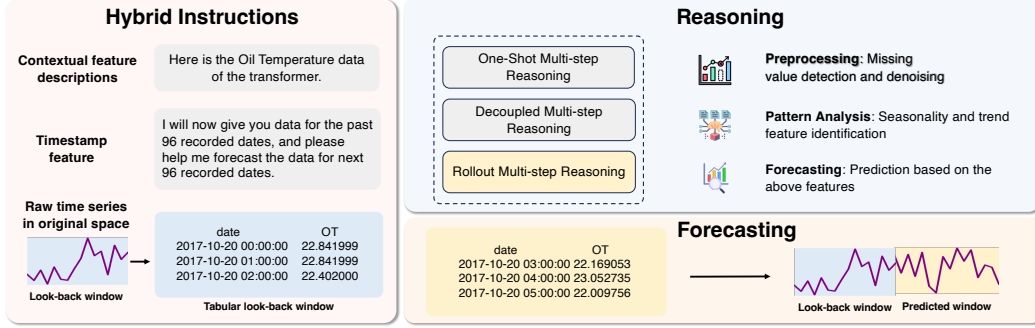 Hybrid Instructions
Contextual feature
descriptions
Here is the Oil Temperature data
of the transformer.
Timestamp
feature
I will now give you data for the past
96 recorded dates, and please
help me forecast the data for next
96 recorded dates.
Raw time series
in original space
Look-back window
date OT
2017-10-20 00:00:00 22.841999
2017-10-20 01:00:00 22.841999
2017-10-20 02:00:00 22.402000
Tabular look-back window
Reasoning
One-Shot Multi-step
Reasoning
Decoupled Multi-step
Reasoning
Rollout Multi-step Reasoning
Preprocessing: Missing
value detection and denoising
Pattern Analysis: Seasonality and trend
feature identification
Forecasting: Prediction based on the
above features
Forecasting
date OT
2017-10-20 03:00:00 22.169053
2017-10-20 04:00:00 23.052735
2017-10-20 05:00:00 22.009756
Look-back window Predicted window